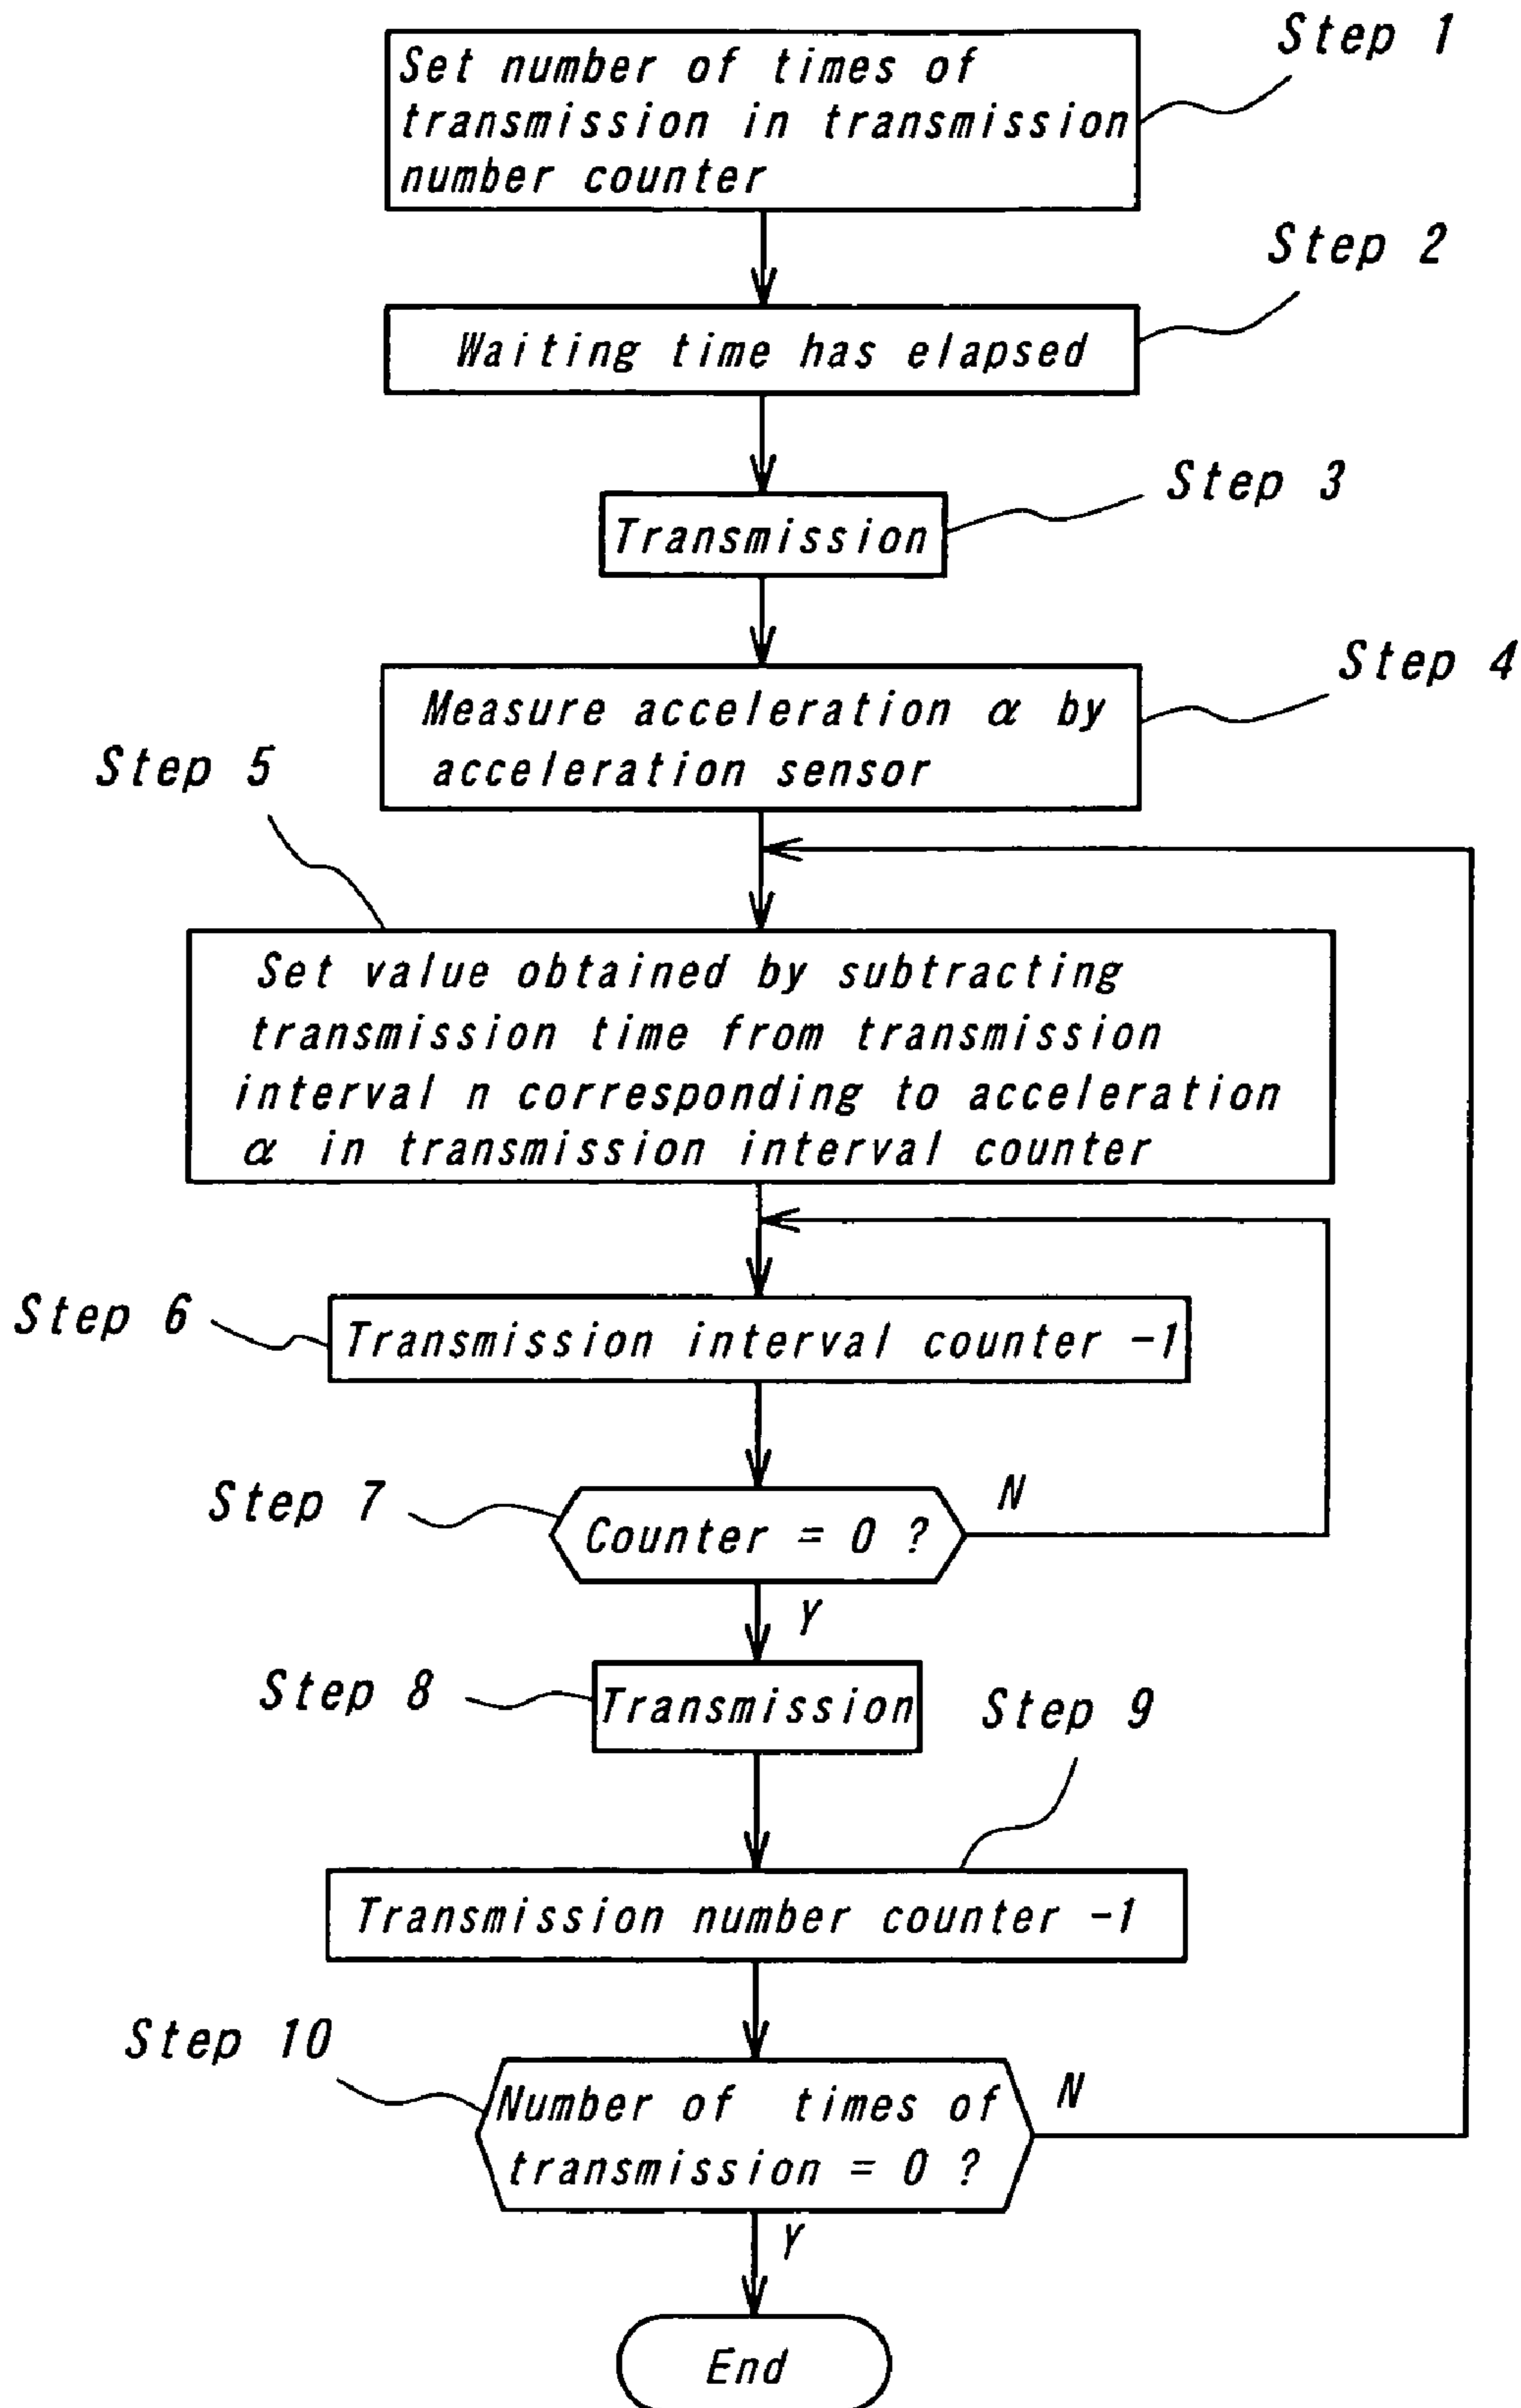 Step 1
Set number of times of
transmission in transmission
number counter
Step 2
Waiting time has elapsed
Step 3
Transmission
Step 4
Measure acceleration α by
acceleration sensor
Step 5
Set value obtained by subtracting
transmission time from transmission
interval n corresponding to acceleration
α in transmission interval counter
Step 6
Transmission interval counter -1
Step 7
Counter = 0 ?
N
Y
Step 8
Transmission
Step 9
Transmission number counter -1
Step 10
Number of times of
transmission = 0 ?
N
Y
End